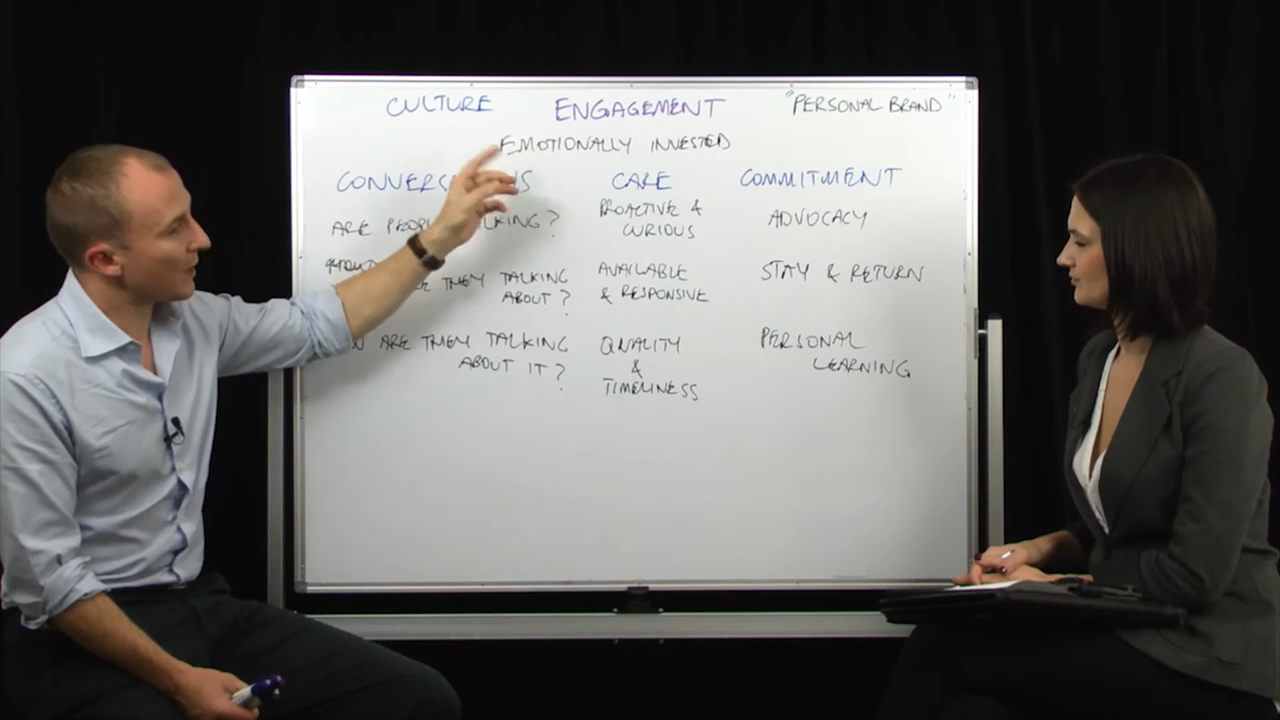 CULTURE ENGAGEMENT "PERSONAL BRAND"
EMOTIONALLY INVESTED
CARE COMMITMENT
ARE TALKING?
PROACTIVE &
CURIOUS
ADVOCACY
THEY TALKING
ABOUT?
AVAILABLE
& RESPONSIVE
STAY & RETURN
ARE THEY TALKING
ABOUT IT?
QUALITY
&
TIMELINESS
PERSONAL
LEARNING